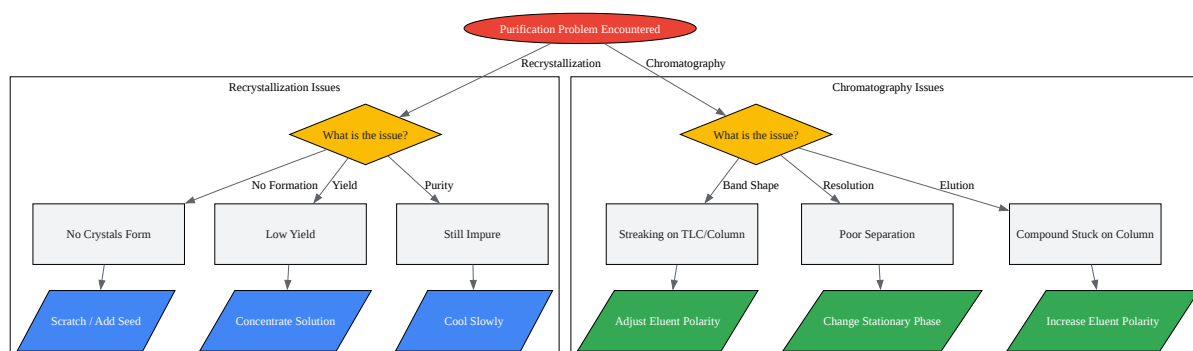 Purification Problem Encountered
Recrystallization
Chromatography
Recrystallization Issues
Chromatography Issues
What is the issue?
What is the issue?
No Formation
Yield
Purity
Band Shape
Resolution
Elution
No Crystals Form
Low Yield
Still Impure
Streaking on TLC/Column
Poor Separation
Compound Stuck on Column
Scratch / Add Seed
Concentrate Solution
Cool Slowly
Adjust Eluent Polarity
Change Stationary Phase
Increase Eluent Polarity